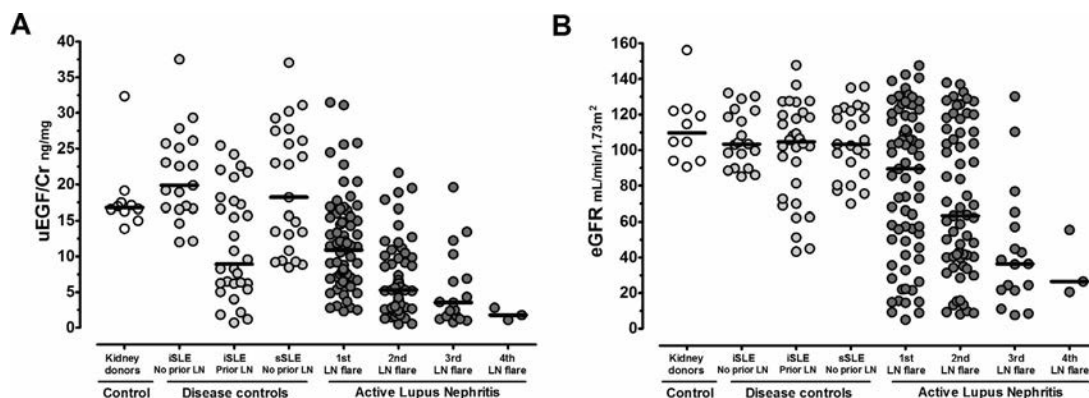 A
uEGF/Cr ng/mg
40
35
30
25
20
15
10
5
0
Kidney donors
iSLE No prior LN
iSLE Prior LN
sSLE No prior LN
1st LN flare
2nd LN flare
3rd LN flare
4th LN flare
Control
Disease controls
Active Lupus Nephritis
B
eGFR mL/min/1.73m²
160
140
120
100
80
60
40
20
0
Kidney donors
iSLE No prior LN
iSLE Prior LN
sSLE No prior LN
1st LN flare
2nd LN flare
3rd LN flare
4th LN flare
Control
Disease controls
Active Lupus Nephritis